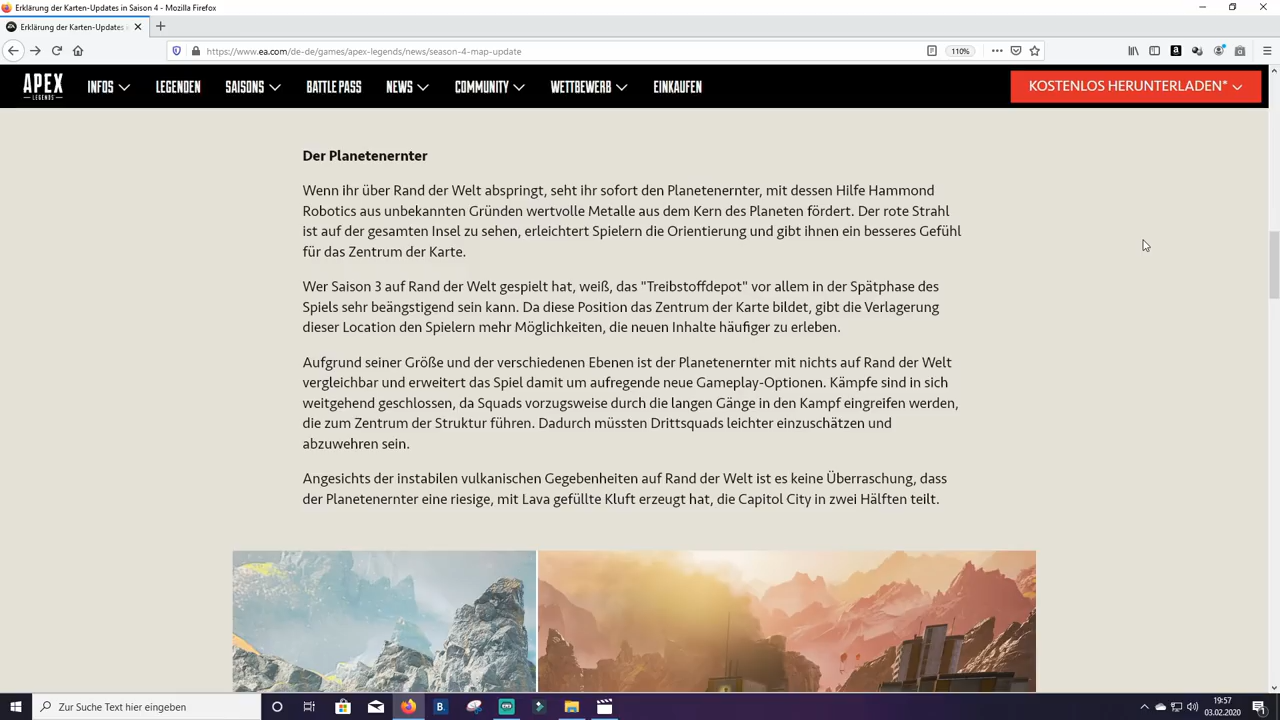 Erklärung der Karten-Updates in Saison 4 - Mozilla Firefox
Erklärung der Karten-Updates
https://www.ea.com/de-de/games/apex-legends/news/season-4-map-update
110%
APEX
LEGENDS
INFOS
LEGENDEN
SAISONS
BATTLE PASS
NEWS
COMMUNITY
WETTBEWERB
EINKAUFEN
KOSTENLOS HERUNTERLADEN*
Der Planetenernter
Wenn ihr über Rand der Welt abspringt, seht ihr sofort den Planetenernter, mit dessen Hilfe Hammond
Robotics aus unbekannten Gründen wertvolle Metalle aus dem Kern des Planeten fördert. Der rote Strahl
ist auf der gesamten Insel zu sehen, erleichtert Spielern die Orientierung und gibt ihnen ein besseres Gefühl
für das Zentrum der Karte.
Wer Saison 3 auf Rand der Welt gespielt hat, weiß, das "Treibstoffdepot" vor allem in der Spätphase des
Spiels sehr beängstigend sein kann. Da diese Position das Zentrum der Karte bildet, gibt die Verlagerung
dieser Location den Spielern mehr Möglichkeiten, die neuen Inhalte häufiger zu erleben.
Aufgrund seiner Größe und der verschiedenen Ebenen ist der Planetenernter mit nichts auf Rand der Welt
vergleichbar und erweitert das Spiel damit um aufregende neue Gameplay-Optionen. Kämpfe sind in sich
weitgehend geschlossen, da Squads vorzugsweise durch die langen Gänge in den Kampf eingreifen werden,
die zum Zentrum der Struktur führen. Dadurch müssten Drittsquads leichter einzuschätzen und
abzuwehren sein.
Angesichts der instabilen vulkanischen Gegebenheiten auf Rand der Welt ist es keine Überraschung, dass
der Planetenernter eine riesige, mit Lava gefüllte Kluft erzeugt hat, die Capitol City in zwei Hälften teilt.
Zur Suche Text hier eingeben
19:57
03.02.2020